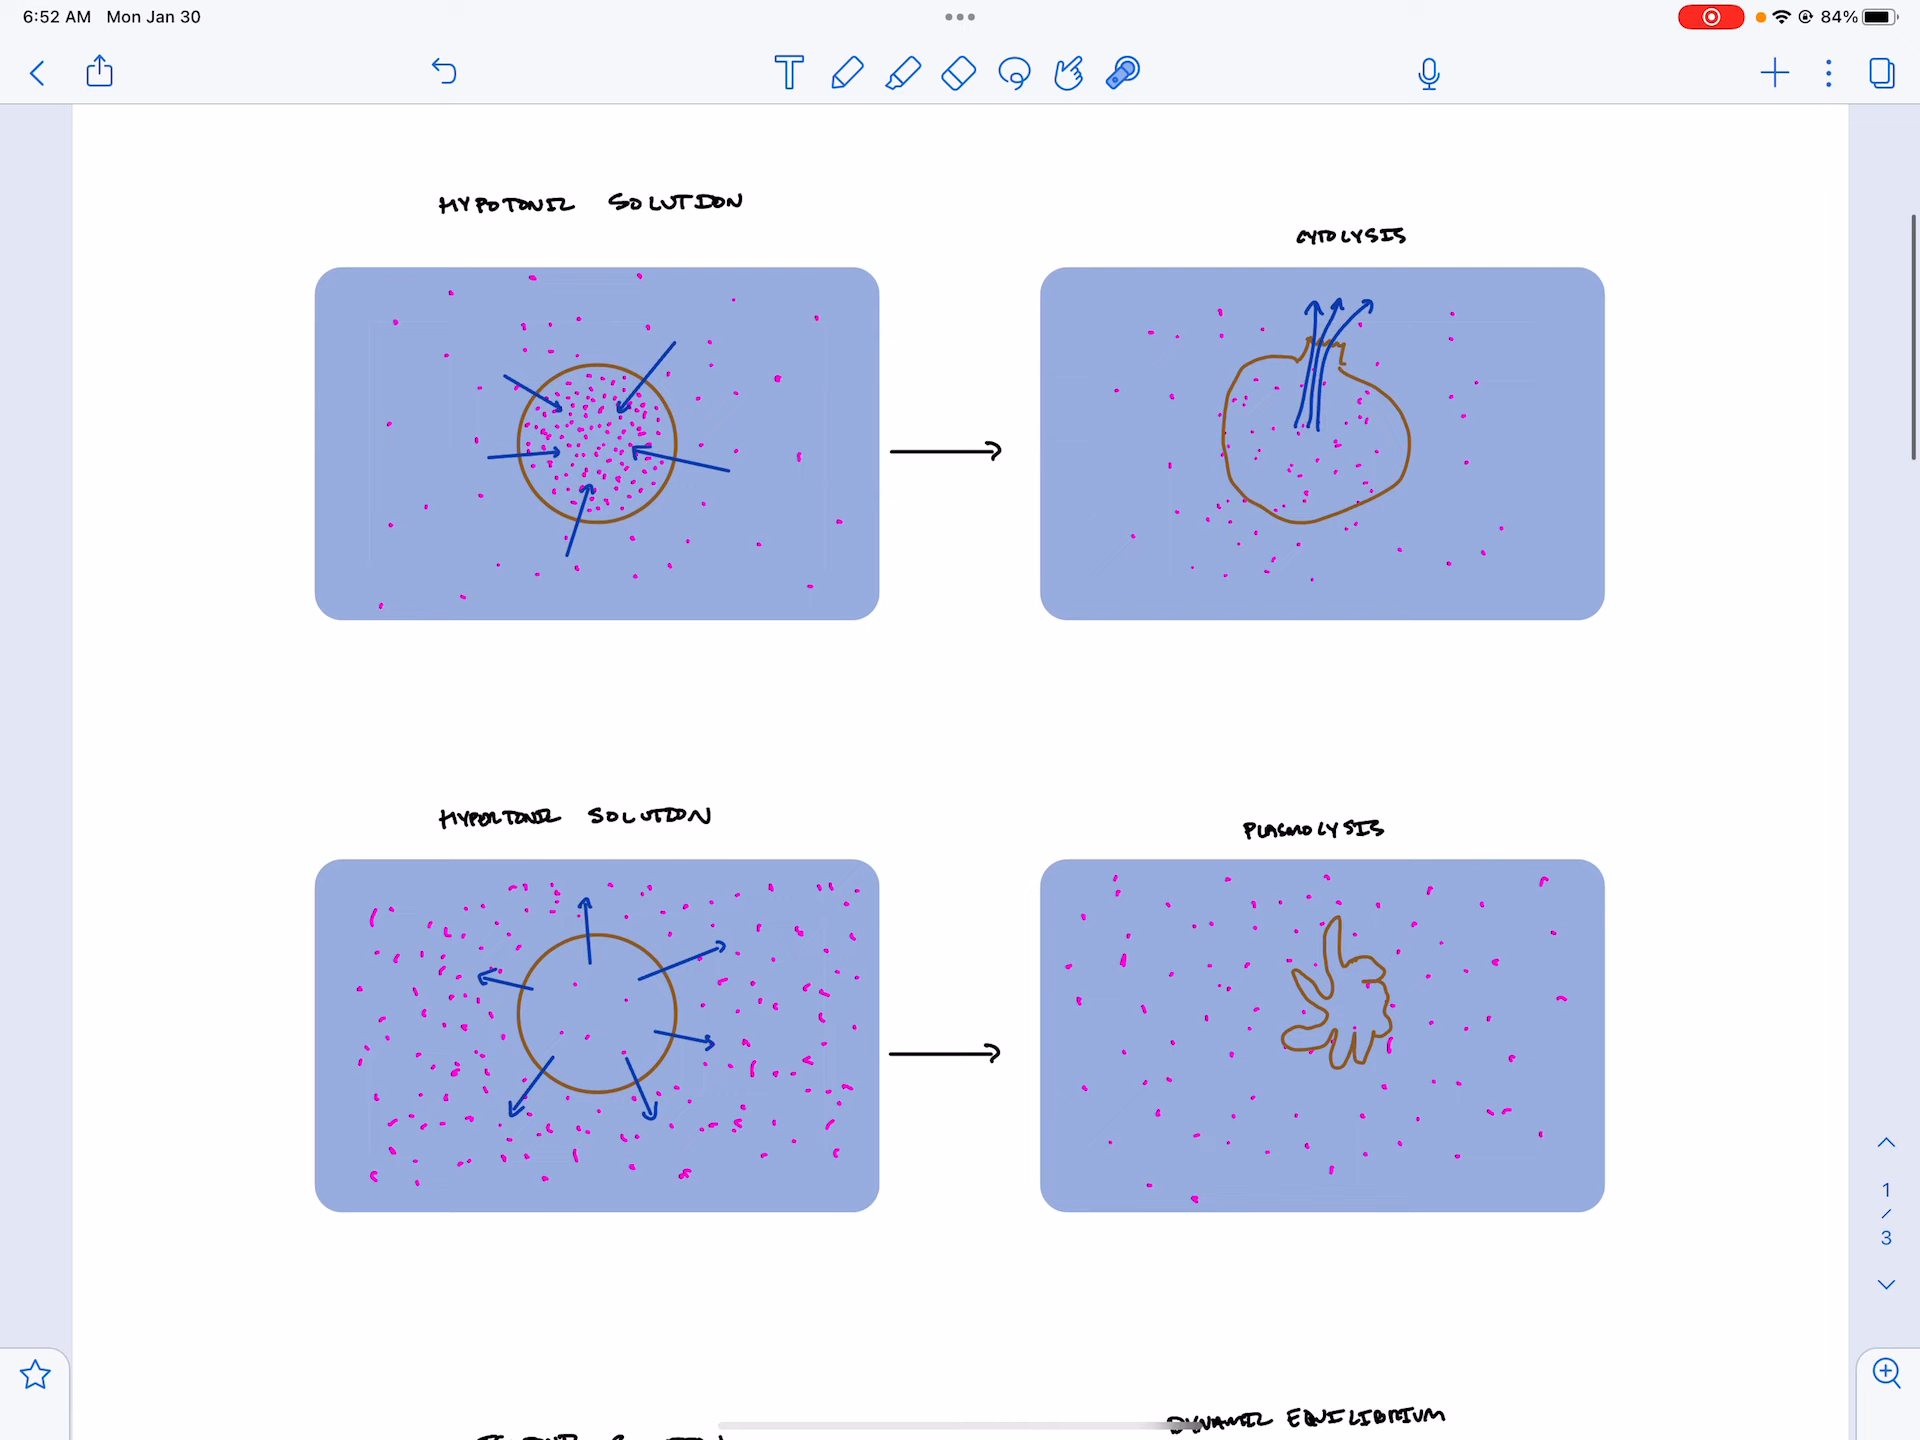 6:52 AM Mon Jan 30
84%
HYPOTONIC SOLUTION
CYTOLYSIS
HYPERTONIC SOLUTION
PLASMOLYSIS
1
/
3
DYNAMIC EQUILIBRIUM